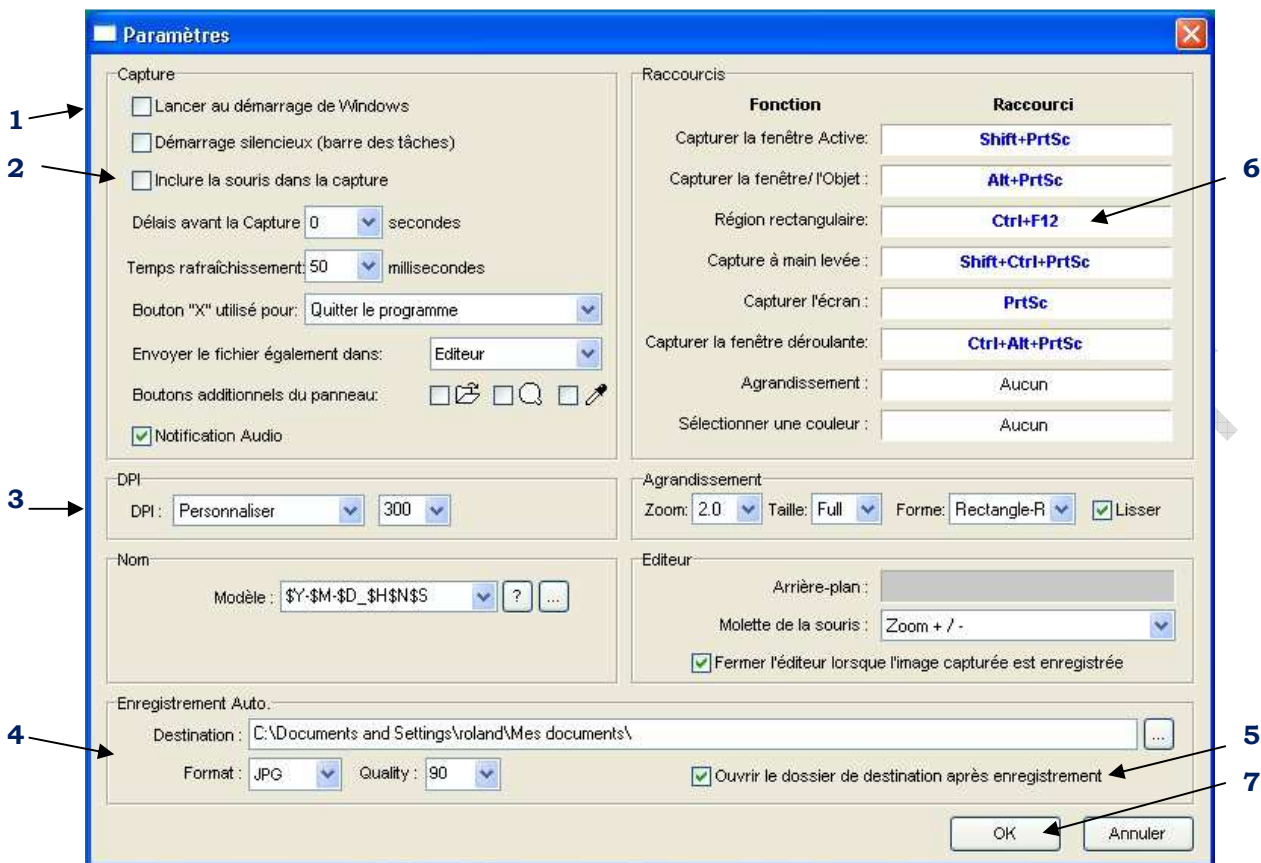 Paramètres
Capture
1
Lancer au démarrage de Windows
Démarrage silencieux (barre des tâches)
2
Inclure la souris dans la capture
Délais avant la Capture 0 secondes
Temps rafraîchissement: 50 millisecondes
Bouton "X" utilisé pour: Quitter le programme
Envoyer le fichier également dans: Editeur
Boutons additionnels du panneau:
Notification Audio
Raccourcis
Fonction Raccourci
Capturer la fenêtre Active: Shift+PrtSc
Capturer la fenêtre/ l'Objet : Alt+PrtSc
6
Région rectangulaire: Ctrl+F12
Capture à main levée : Shift+Ctrl+PrtSc
Capturer l'écran : PrtSc
Capturer la fenêtre déroulante: Ctrl+Alt+PrtSc
Agrandissement : Aucun
Sélectionner une couleur : Aucun
DPI
3
DPI : Personnaliser 300
Agrandissement
Zoom: 2.0 Taille: Full Forme: Rectangle-R Lisser
Nom
Modèle : $Y-$M-$D_$H$N$S ? ...
Editeur
Arrière-plan :
Molette de la souris : Zoom + / -
Fermer l'éditeur lorsque l'image capturée est enregistrée
Enregistrement Auto.
4
Destination : C:\Documents and Settings\roland\Mes documents\ ...
5
Format : JPG Quality : 90 Ouvrir le dossier de destination après enregistrement
7
OK Annuler